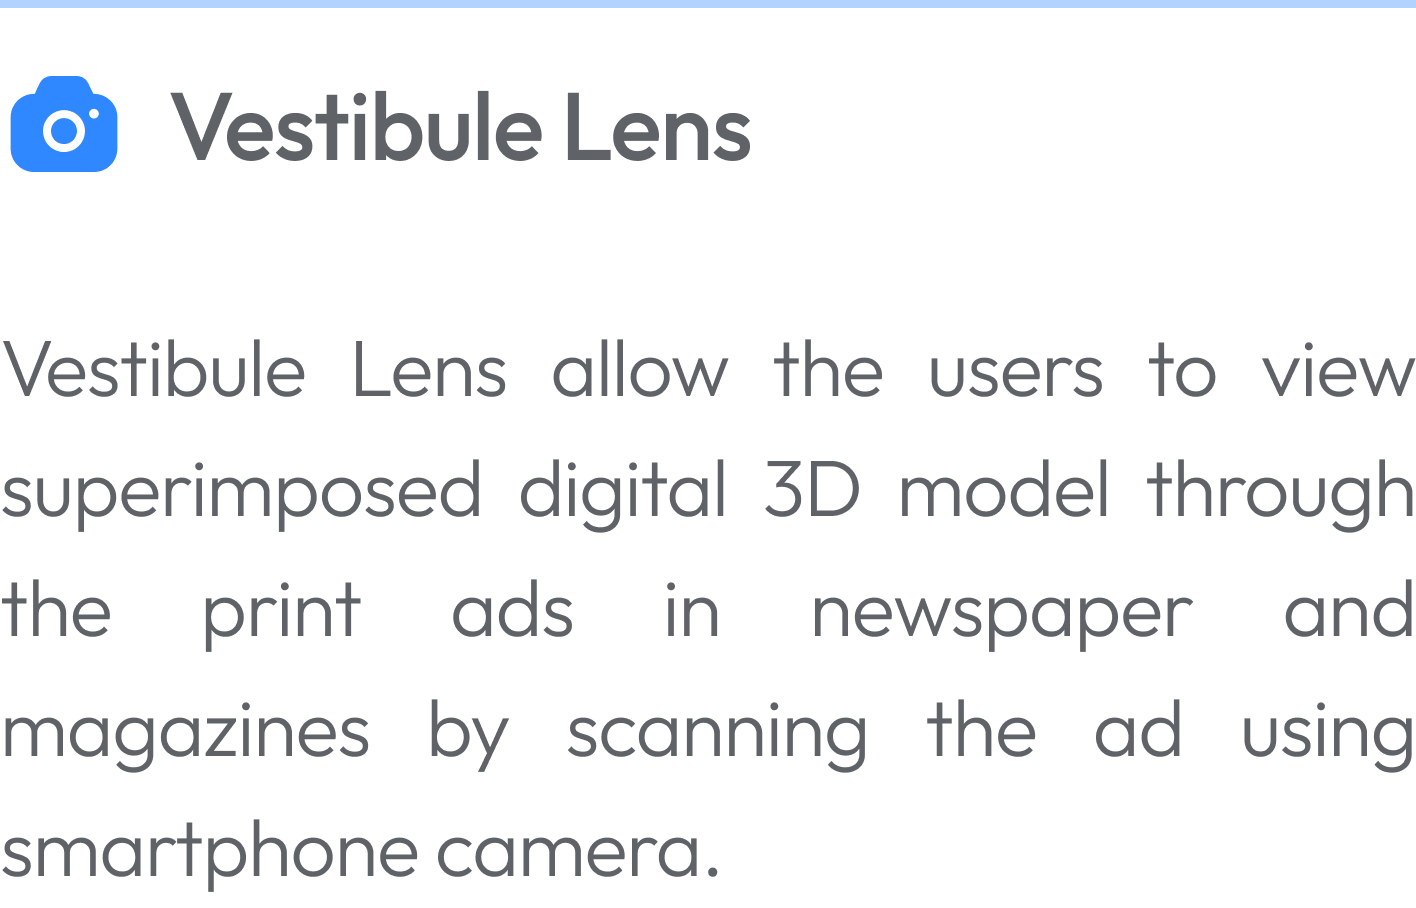 Vestibule Lens
Vestibule Lens allow the users to view
superimposed digital 3D model through
the print ads in newspaper and
magazines by scanning the ad using
smartphone camera.